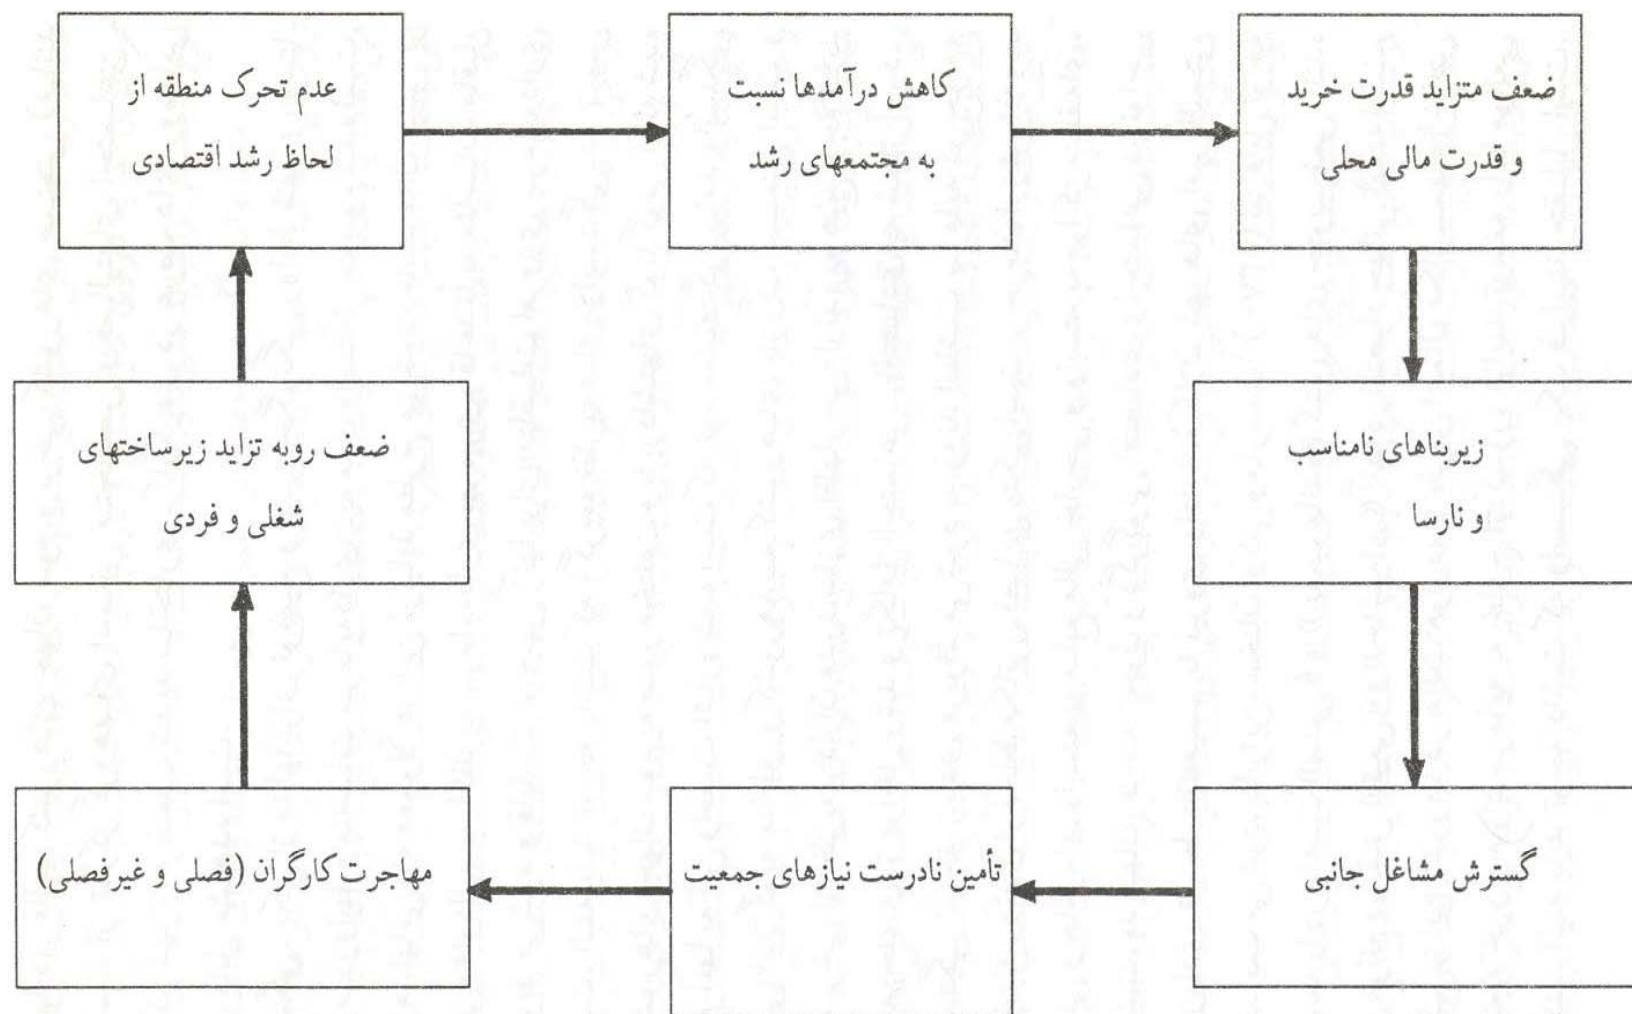 عدم تحرک منطقه از
لحاظ رشد اقتصادی
کاهش درآمدها نسبت
به مجتمعهای رشد
ضعف متزاید قدرت خرید
و قدرت مالی محلی
زیربناهای نامناسب
و نارسا
گسترش مشاغل جانبی
تأمین نادرست نیازهای جمعیت
مهاجرت کارگران (فصلی و غیرفصلی)
ضعف روبه تزاید زیرساختهای
شغلی و فردی